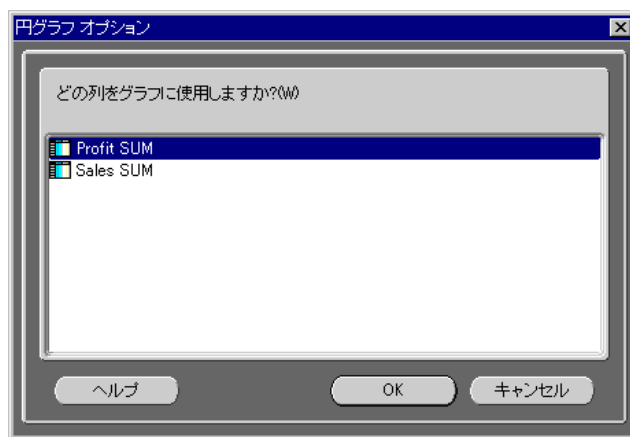 円グラフ オプション
どの列をグラフに使用しますか?(W)
Profit SUM
Sales SUM
ヘルプ
OK
キャンセル